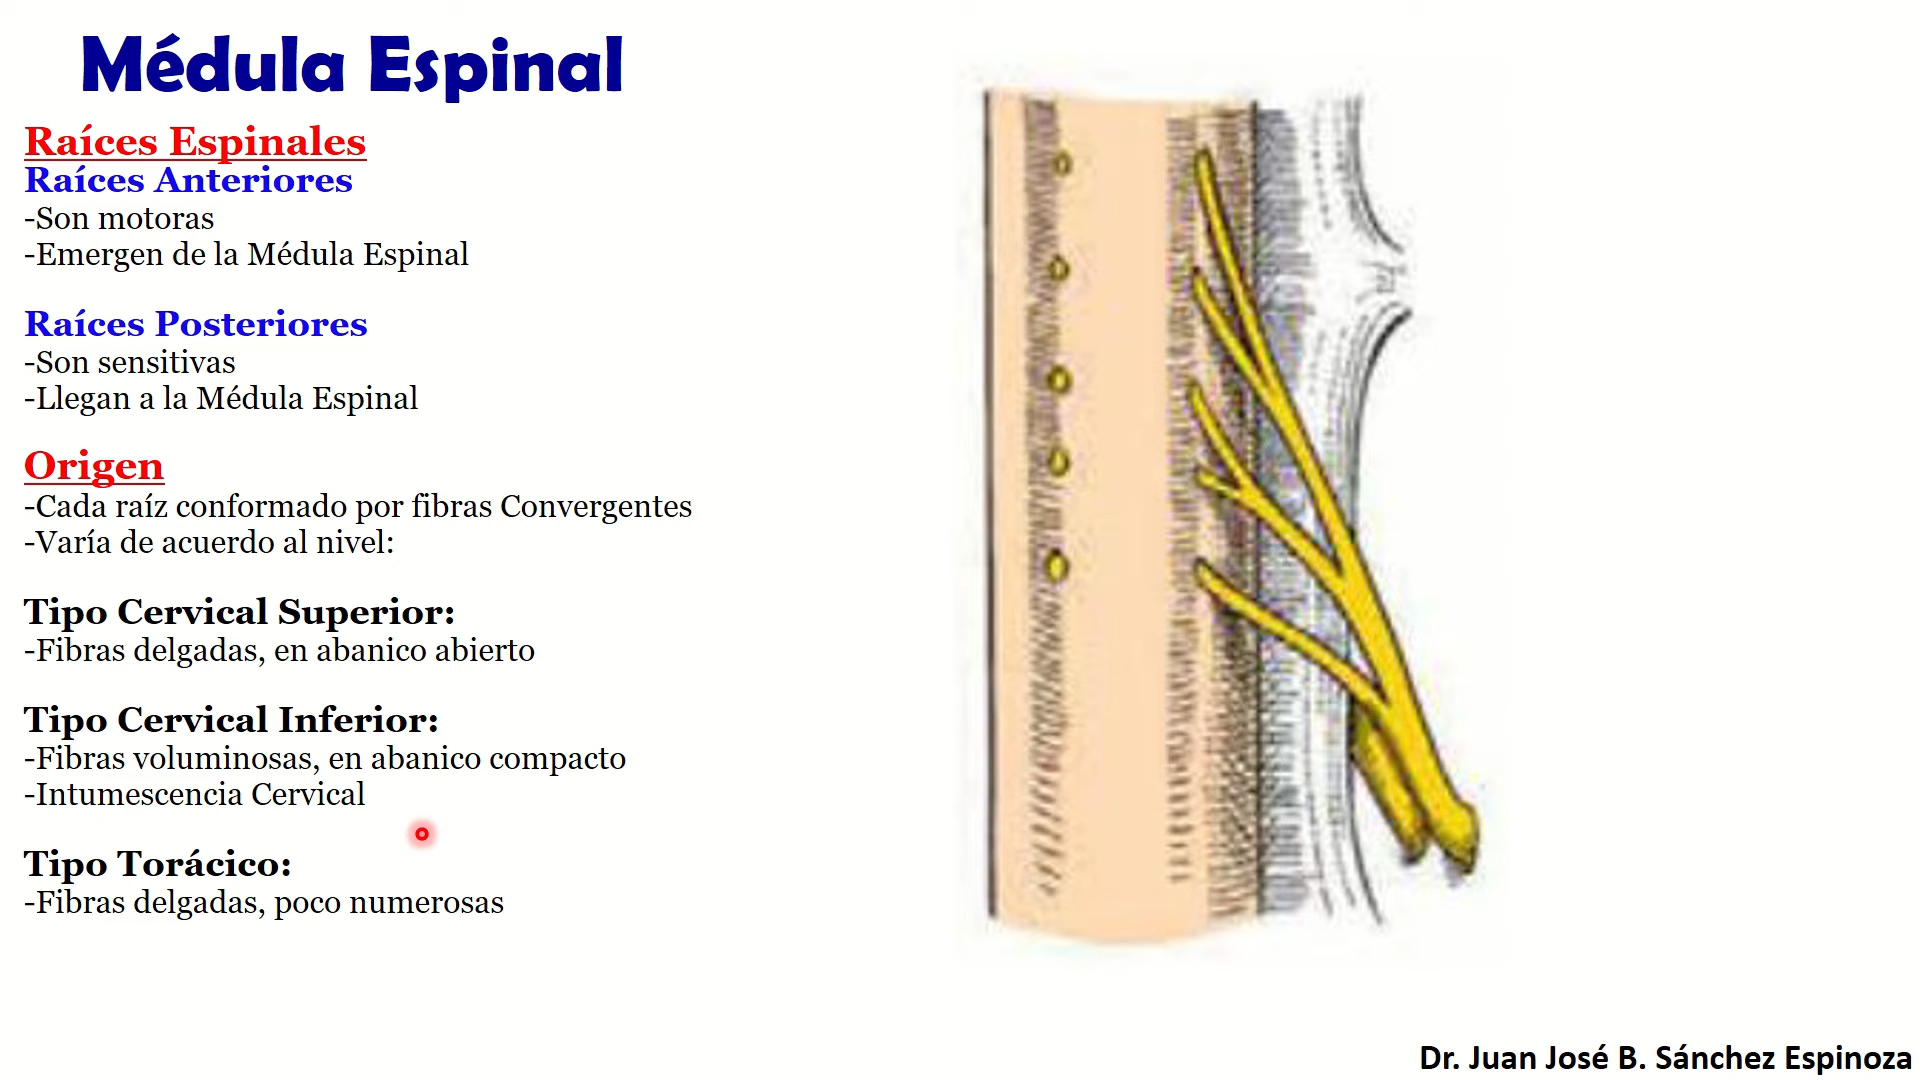 Médula Espinal
Raíces Espinales
Raíces Anteriores
-Son motoras
-Emergen de la Médula Espinal
Raíces Posteriores
-Son sensitivas
-Llegan a la Médula Espinal
Origen
-Cada raíz conformado por fibras Convergentes
-Varía de acuerdo al nivel:
Tipo Cervical Superior:
-Fibras delgadas, en abanico abierto
Tipo Cervical Inferior:
-Fibras voluminosas, en abanico compacto
-Intumescencia Cervical
Tipo Torácico:
-Fibras delgadas, poco numerosas
Dr. Juan José B. Sánchez Espinoza